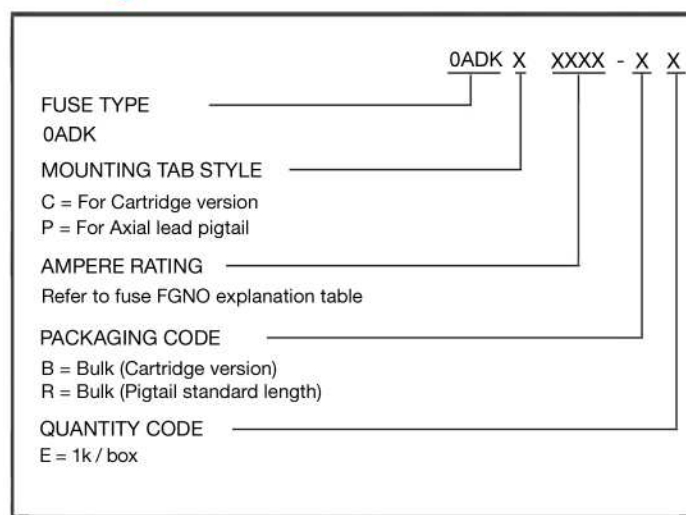 0ADK X XXXX - X X
FUSE TYPE
0ADK
MOUNTING TAB STYLE
C = For Cartridge version
P = For Axial lead pigtail
AMPERE RATING
Refer to fuse FGNO explanation table
PACKAGING CODE
B = Bulk (Cartridge version)
R = Bulk (Pigtail standard length)
QUANTITY CODE
E = 1k / box